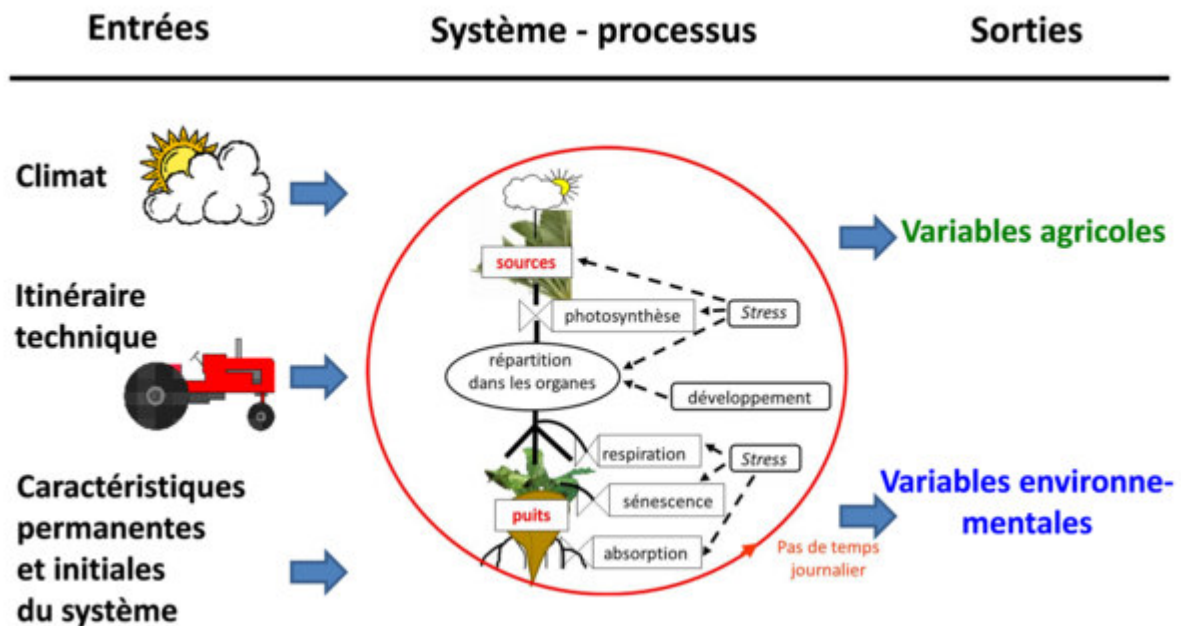 Entrées
Système - processus
Sorties
Climat
Itinéraire
technique
Caractéristiques
permanentes
et initiales
du système
sources
photosynthèse
Stress
répartition
dans les organes
développement
respiration
Stress
sénescence
puits
absorption
Pas de temps
journalier
Variables agricoles
Variables environne-
mentales